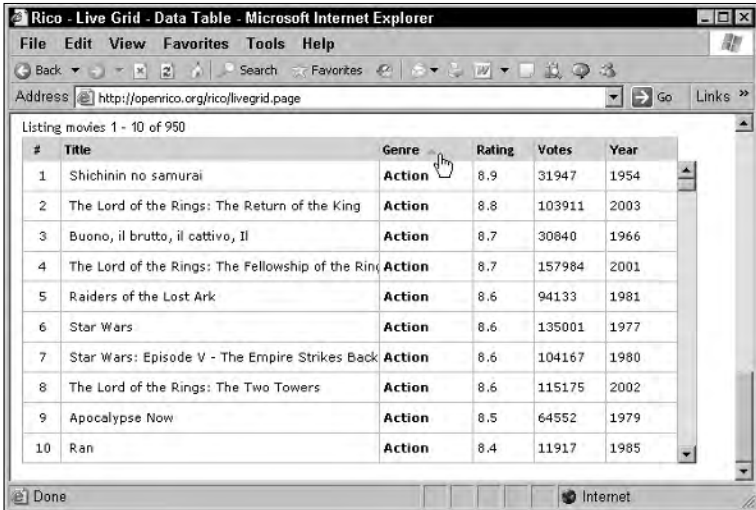 Rico - Live Grid - Data Table - Microsoft Internet Explorer
File Edit View Favorites Tools Help
Back Search Favorites
Address http://openrico.org/rico/livegrid.page Go Links »
Listing movies 1 - 10 of 950
# Title Genre Rating Votes Year
1 Shichinin no samurai Action 8.9 31947 1954
2 The Lord of the Rings: The Return of the King Action 8.8 103911 2003
3 Buono, il brutto, il cattivo, Il Action 8.7 30840 1966
4 The Lord of the Rings: The Fellowship of the Ring Action 8.7 157984 2001
5 Raiders of the Lost Ark Action 8.6 94133 1981
6 Star Wars Action 8.6 135001 1977
7 Star Wars: Episode V - The Empire Strikes Back Action 8.6 104167 1980
8 The Lord of the Rings: The Two Towers Action 8.6 115175 2002
9 Apocalypse Now Action 8.5 64552 1979
10 Ran Action 8.4 11917 1985
Done Internet